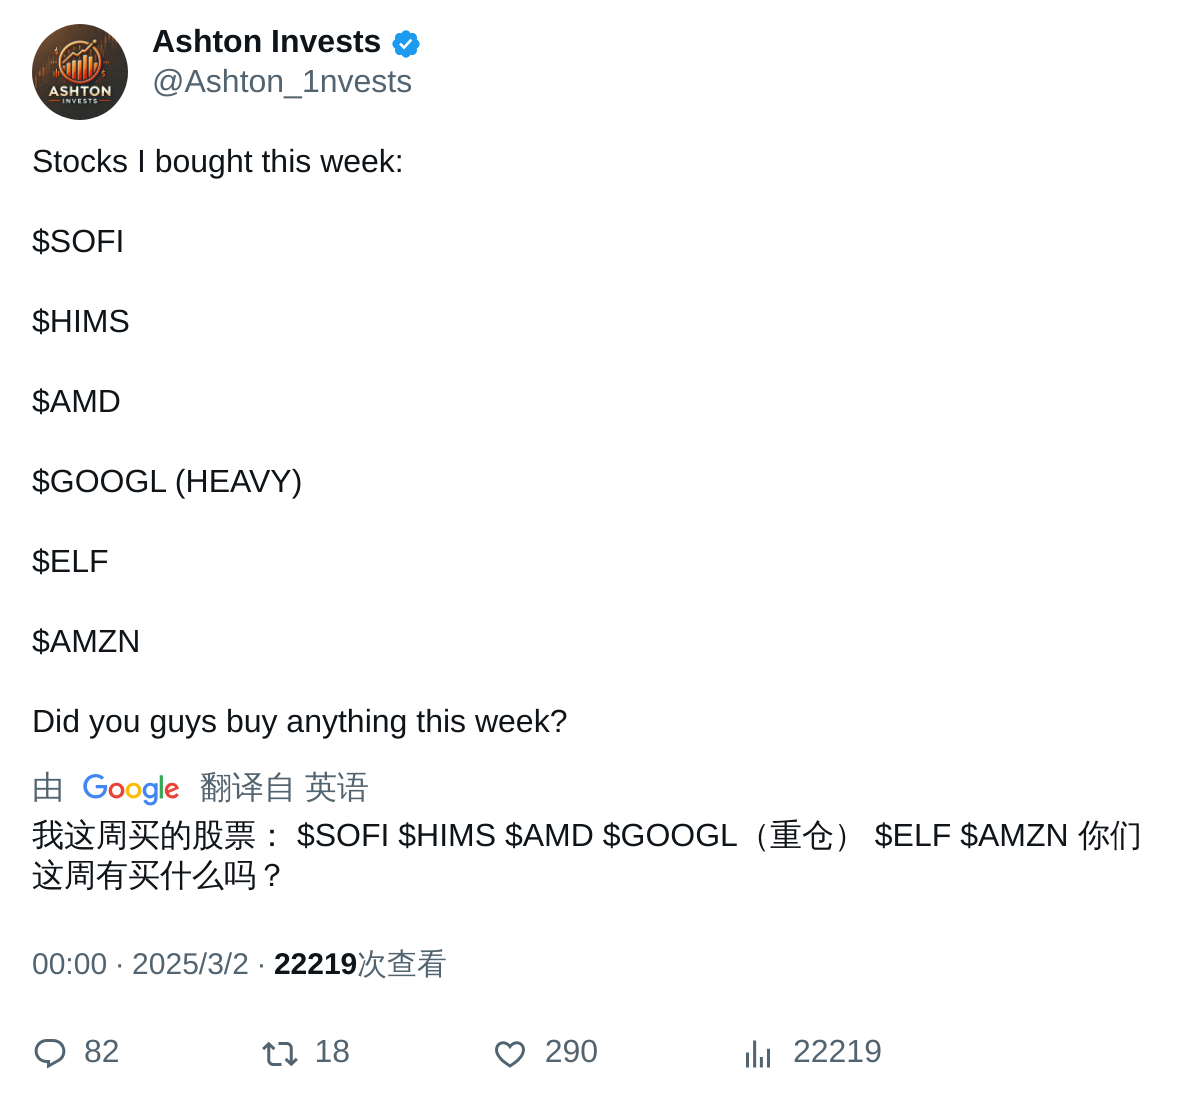 ASHTON
INVESTS
Ashton Invests
@Ashton_1nvests
Stocks I bought this week:
$SOFI
$HIMS
$AMD
$GOOGL (HEAVY)
$ELF
$AMZN
Did you guys buy anything this week?
由 Google 翻译自 英语
我这周买的股票： $SOFI $HIMS $AMD $GOOGL（重仓） $ELF $AMZN 你们
这周有买什么吗？
00:00 · 2025/3/2 · 22219次查看
82 18 290 22219